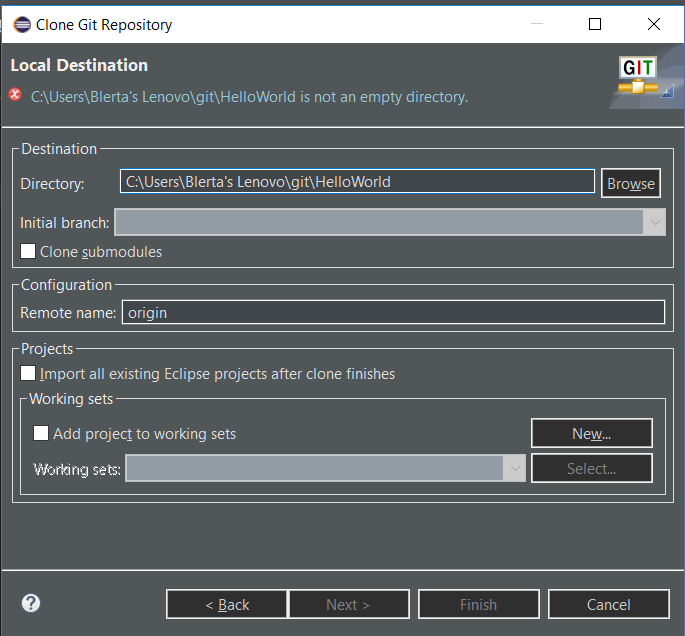 Clone Git Repository
Local Destination
GIT
C:\Users\Blerta's Lenovo\git\HelloWorld is not an empty directory.
Destination
Directory: C:\Users\Blerta's Lenovo\git\HelloWorld Browse
Initial branch:
Clone submodules
Configuration
Remote name: origin
Projects
Import all existing Eclipse projects after clone finishes
Working sets
Add project to working sets New...
Working sets: Select...
? < Back Next > Finish Cancel